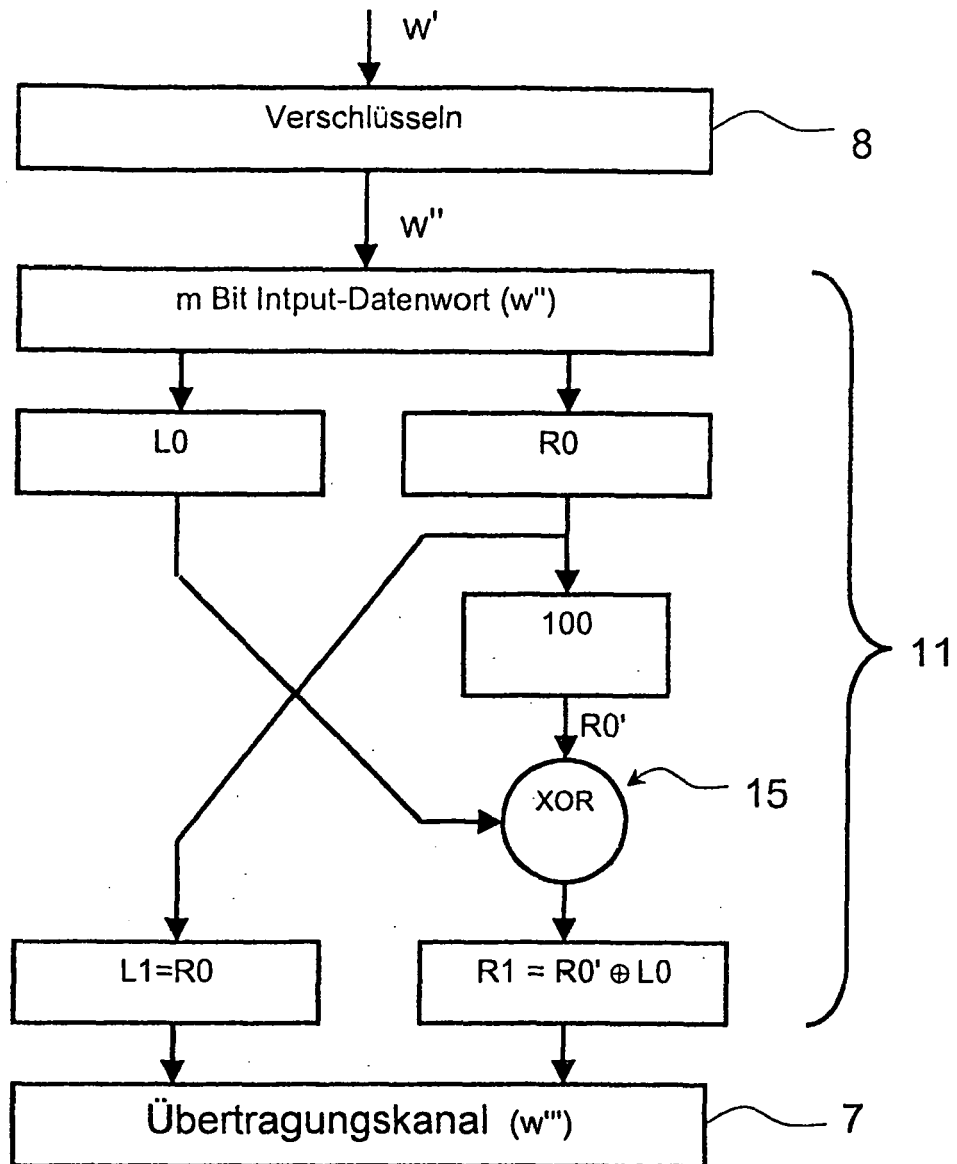 w'
Verschlüsseln
8
w''
m Bit Intput-Datenwort (w'')
L0
R0
100
11
R0'
XOR
15
L1=R0
R1 = R0' ⊕ L0
Übertragungskanal (w''')
7